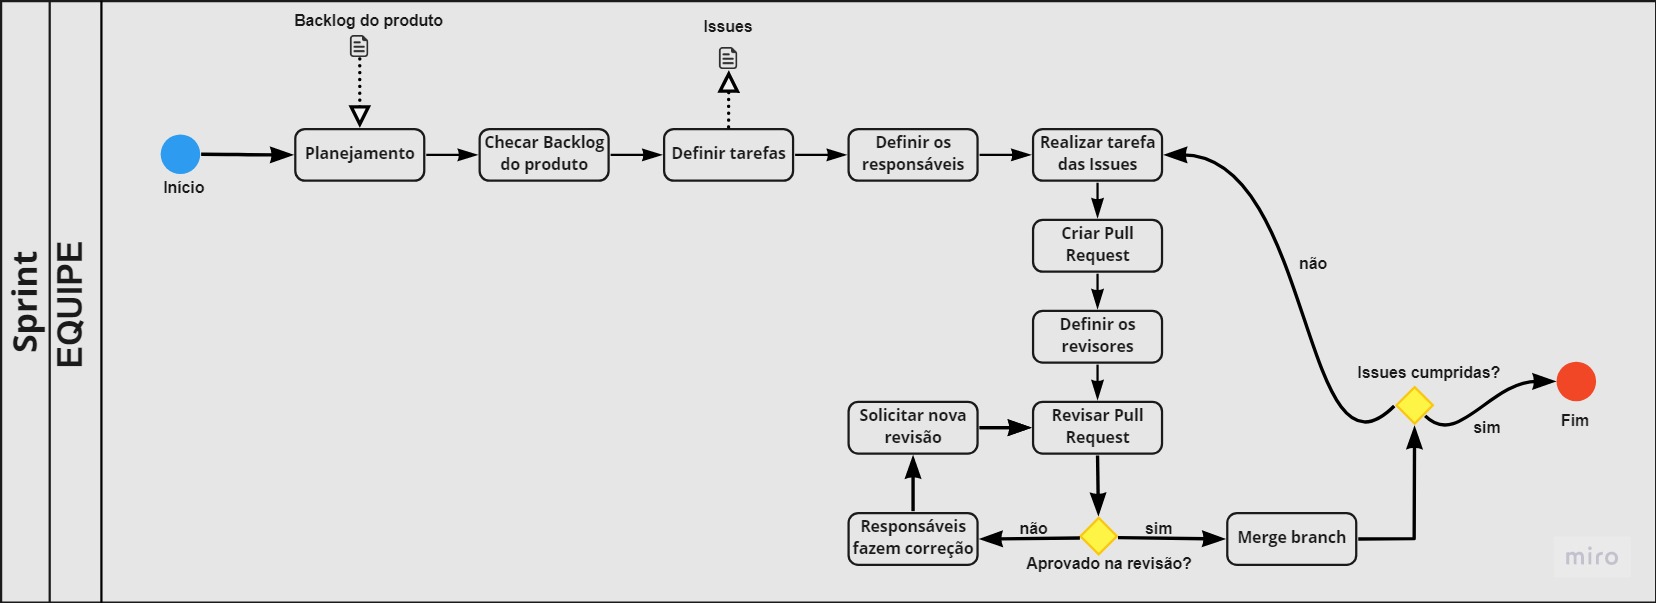 Sprint
EQUIPE
Backlog do produto
Issues
Início
Planejamento
Checar Backlog
do produto
Definir tarefas
Definir os
responsáveis
Realizar tarefa
das Issues
Criar Pull
Request
não
Definir os
revisores
Issues cumpridas?
Solicitar nova
revisão
Revisar Pull
Request
sim
Fim
Responsáveis
fazem correção
não
sim
Aprovado na revisão?
Merge branch
miro